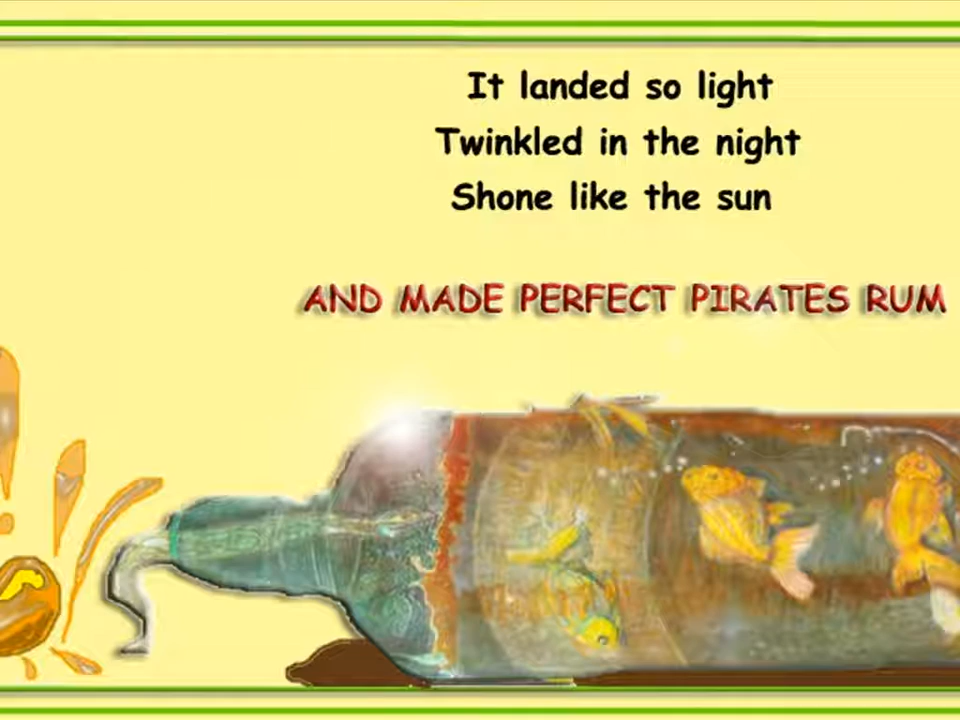 It landed so light
Twinkled in the night
Shone like the sun
AND MADE PERFECT PIRATES RUM